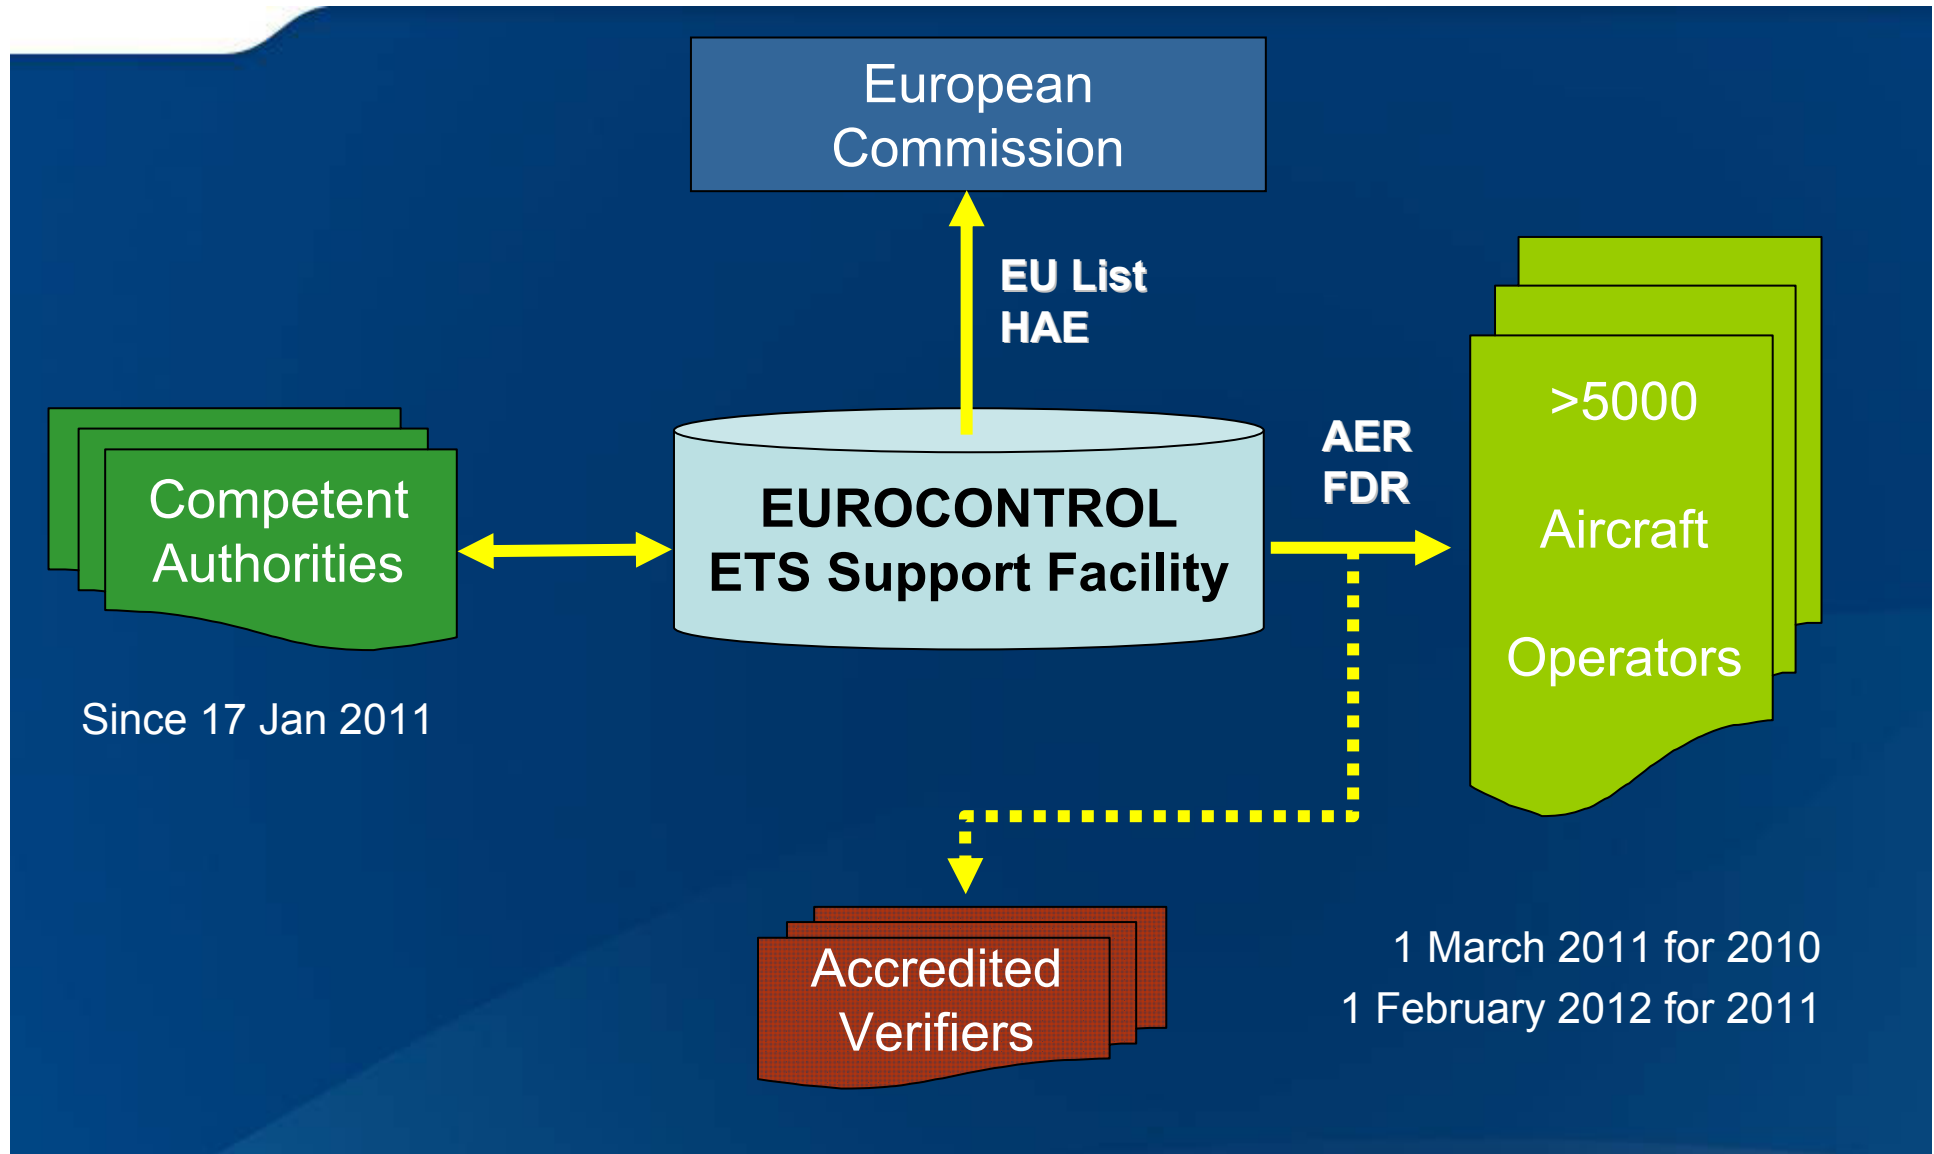 European
Commission
EU List
HAE
>5000
Aircraft
Operators
AER
FDR
Competent
Authorities
EUROCONTROL
ETS Support Facility
Since 17 Jan 2011
Accredited
Verifiers
1 March 2011 for 2010
1 February 2012 for 2011